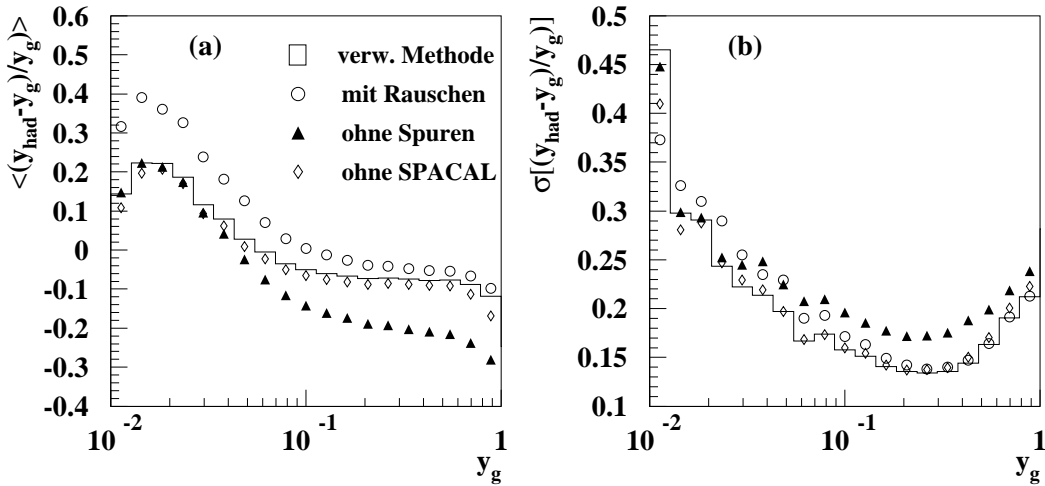 <(y_had-y_g)/y_g)>
0.6
0.5
0.4
0.3
0.2
0.1
0
-0.1
-0.2
-0.3
-0.4
(a)
verw. Methode
mit Rauschen
ohne Spuren
ohne SPACAL
10^-2
10^-1
1
y_g
σ[(y_had-y_g)/y_g)]
0.5
0.45
0.4
0.35
0.3
0.25
0.2
0.15
0.1
(b)
10^-2
10^-1
1
y_g